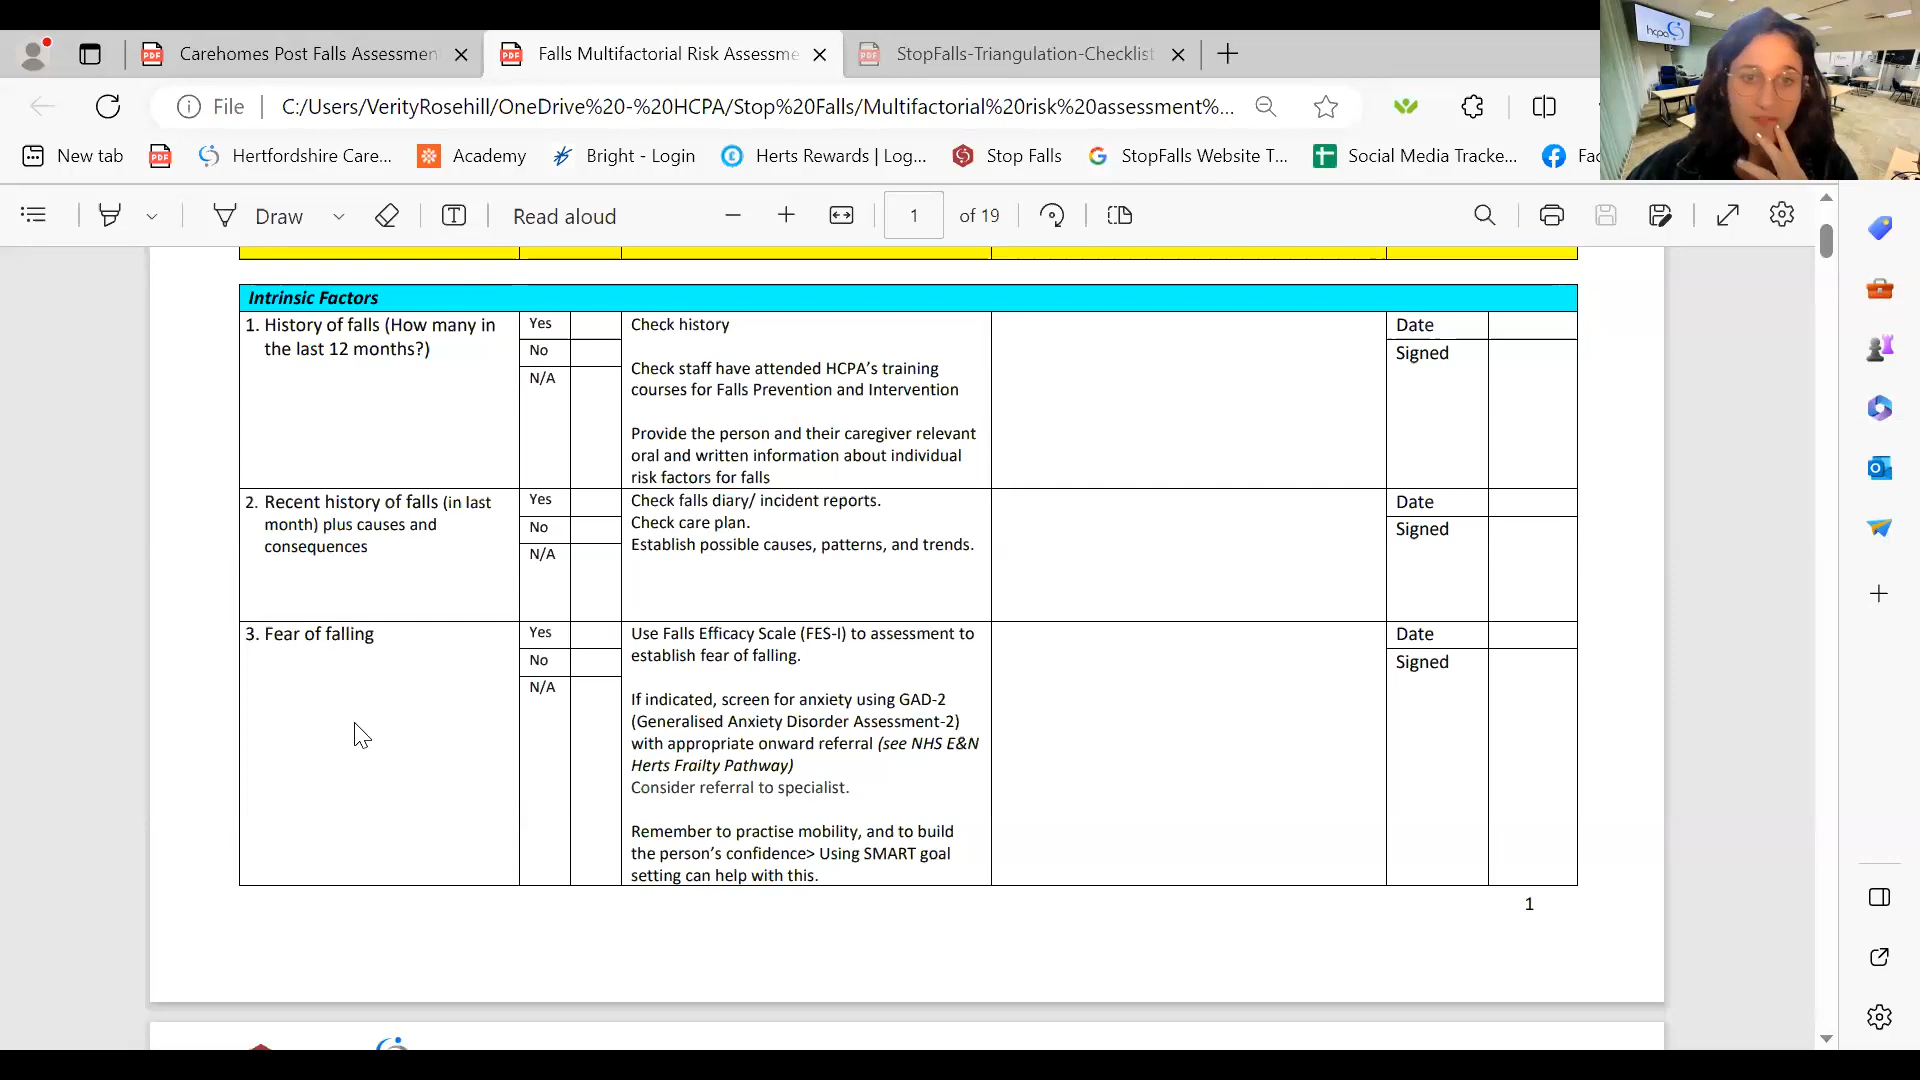 Carehomes Post Falls Assessmen
Falls Multifactorial Risk Assessme
StopFalls-Triangulation-Checklist
hcpa
File
C:/Users/VerityRosehill/OneDrive%20-%20HCPA/Stop%20Falls/Multifactorial%20risk%20assessment%...
New tab
Hertfordshire Care...
Academy
Bright - Login
Herts Rewards | Log...
Stop Falls
StopFalls Website T...
Social Media Tracke...
Fac
Draw
Read aloud
1
of 19
Intrinsic Factors
1. History of falls (How many in
the last 12 months?)
Yes
No
N/A
Check history
Check staff have attended HCPA’s training
courses for Falls Prevention and Intervention
Provide the person and their caregiver relevant
oral and written information about individual
risk factors for falls
Date
Signed
2. Recent history of falls (in last
month) plus causes and
consequences
Yes
No
N/A
Check falls diary/ incident reports.
Check care plan.
Establish possible causes, patterns, and trends.
Date
Signed
3. Fear of falling
Yes
No
N/A
Use Falls Efficacy Scale (FES-I) to assessment to
establish fear of falling.
If indicated, screen for anxiety using GAD-2
(Generalised Anxiety Disorder Assessment-2)
with appropriate onward referral (see NHS E&N
Herts Frailty Pathway)
Consider referral to specialist.
Remember to practise mobility, and to build
the person’s confidence> Using SMART goal
setting can help with this.
Date
Signed
1